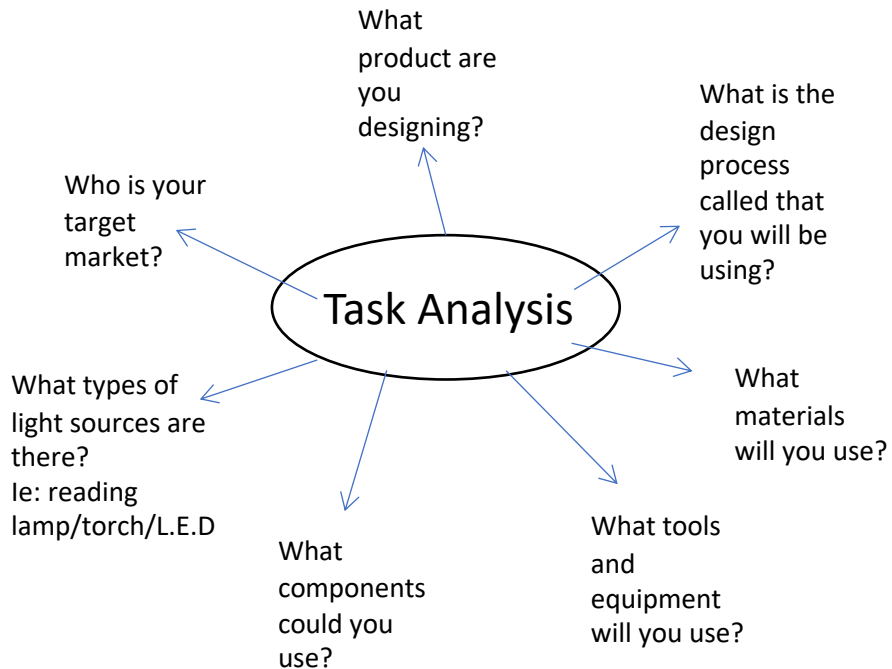 What
product are
you
designing?
What is the
design
process
called that
you will be
using?
Who is your
target
market?
Task Analysis
What types of
light sources are
there?
Ie: reading
lamp/torch/L.E.D
What
materials
will you use?
What
components
could you
use?
What tools
and
equipment
will you use?